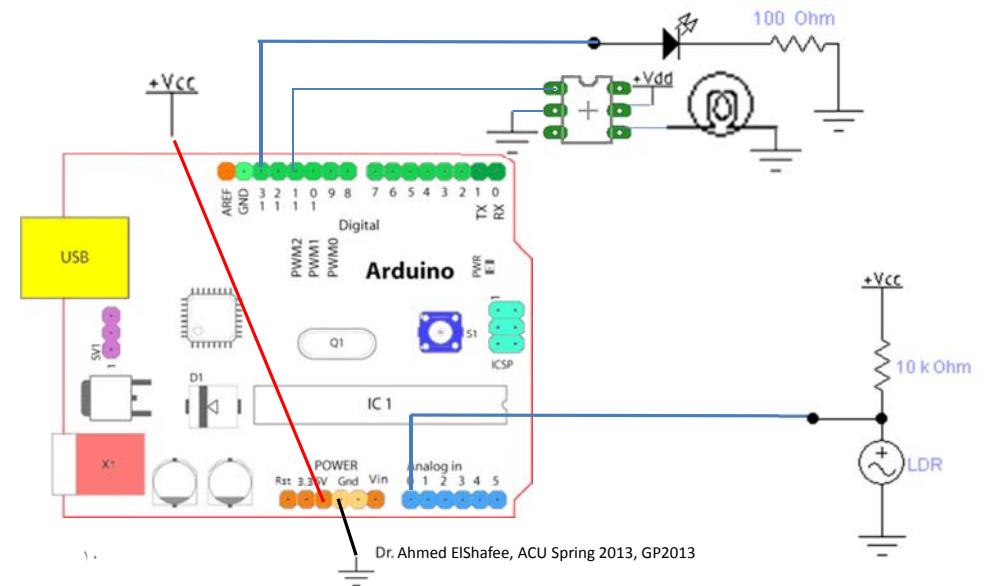 100 Ohm
+Vcc
+Vdd
AREF
GND
13
12
11
10
9
8
7
6
5
4
3
2
1
0
TX
RX
Digital
PWM2
PWM1
PWM0
Arduino
PWR
USB
SV1
1
Q1
S1
1
ICSP
+Vcc
10 k Ohm
D1
IC 1
LDR
X1
POWER
Analog in
Rst 3.3 5V Gnd Vin
0 1 2 3 4 5
١٠
Dr. Ahmed ElShafee, ACU Spring 2013, GP2013